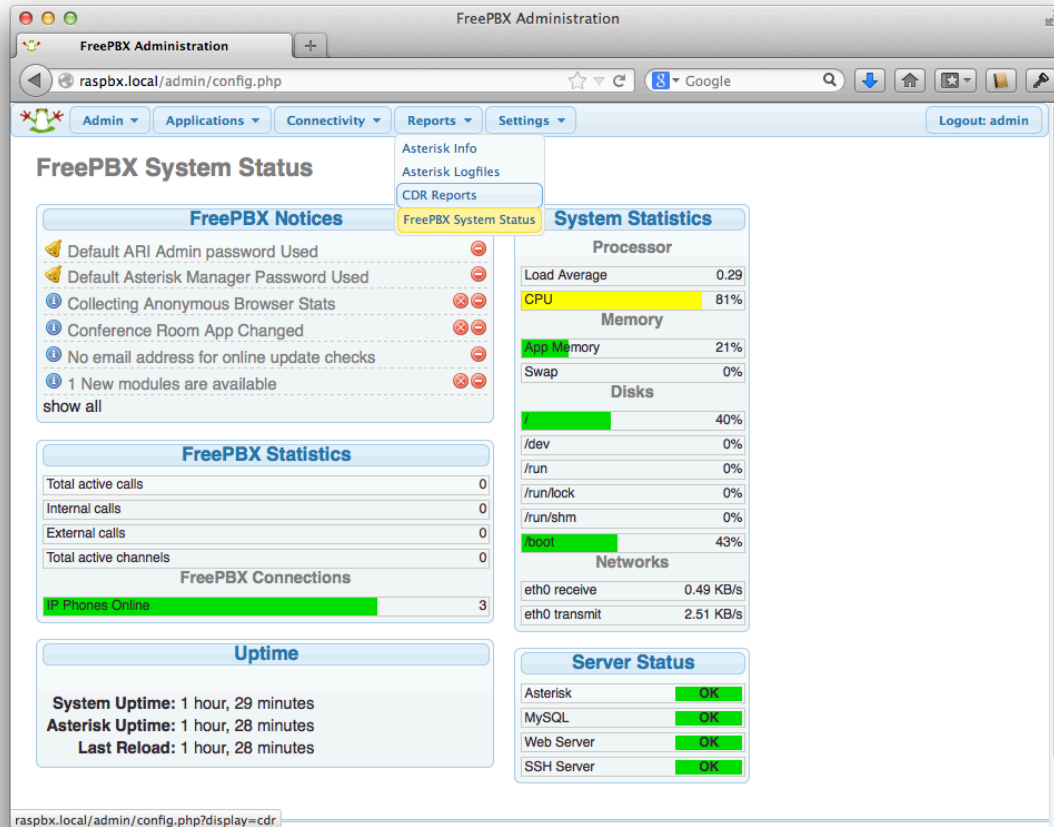 FreePBX Administration
FreePBX Administration
raspbx.local/admin/config.php
8 Google
Admin Applications Connectivity Reports Settings Logout: admin
Asterisk Info
Asterisk Logfiles
CDR Reports
FreePBX System Status
FreePBX System Status
FreePBX Notices
Default ARI Admin password Used
Default Asterisk Manager Password Used
Collecting Anonymous Browser Stats
Conference Room App Changed
No email address for online update checks
1 New modules are available
show all
FreePBX Statistics
Total active calls 0
Internal calls 0
External calls 0
Total active channels 0
FreePBX Connections
IP Phones Online 3
Uptime
System Uptime: 1 hour, 29 minutes
Asterisk Uptime: 1 hour, 28 minutes
Last Reload: 1 hour, 28 minutes
System Statistics
Processor
Load Average 0.29
CPU 81%
Memory
App Memory 21%
Swap 0%
Disks
/ 40%
/dev 0%
/run 0%
/run/lock 0%
/run/shm 0%
/boot 43%
Networks
eth0 receive 0.49 KB/s
eth0 transmit 2.51 KB/s
Server Status
Asterisk OK
MySQL OK
Web Server OK
SSH Server OK
raspbx.local/admin/config.php?display=cdr